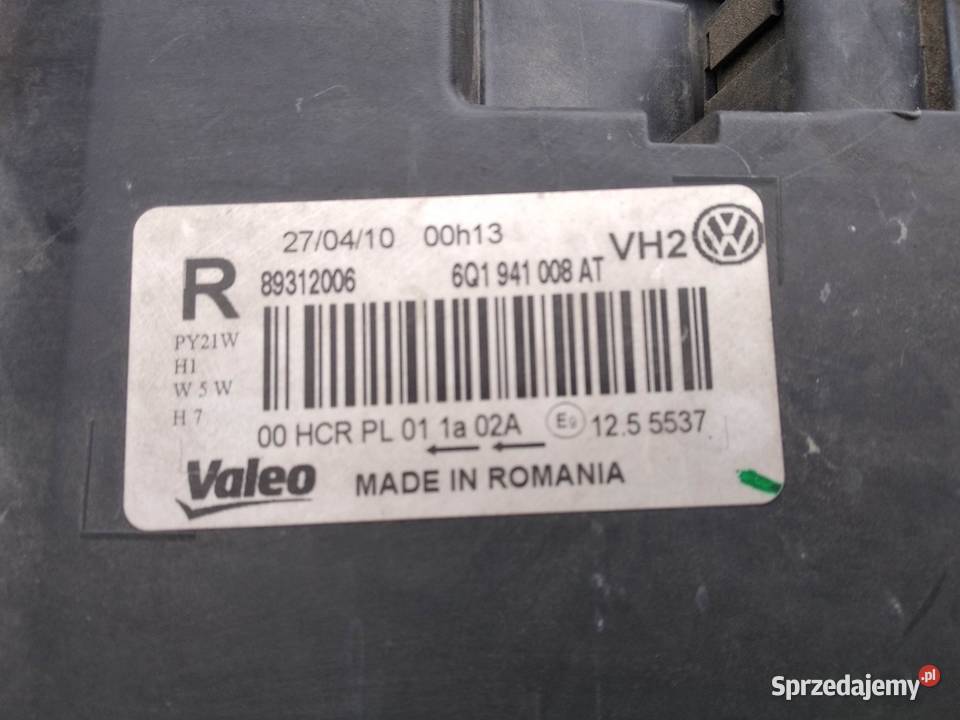 27/04/10 00h13
VH2
R
89312006 6Q1 941 008 AT
PY21W
H1
W 5 W
H 7
00 HCR PL 01 1a 02A E9 12.5 5537
Valeo MADE IN ROMANIA
Sprzedajemy.pl